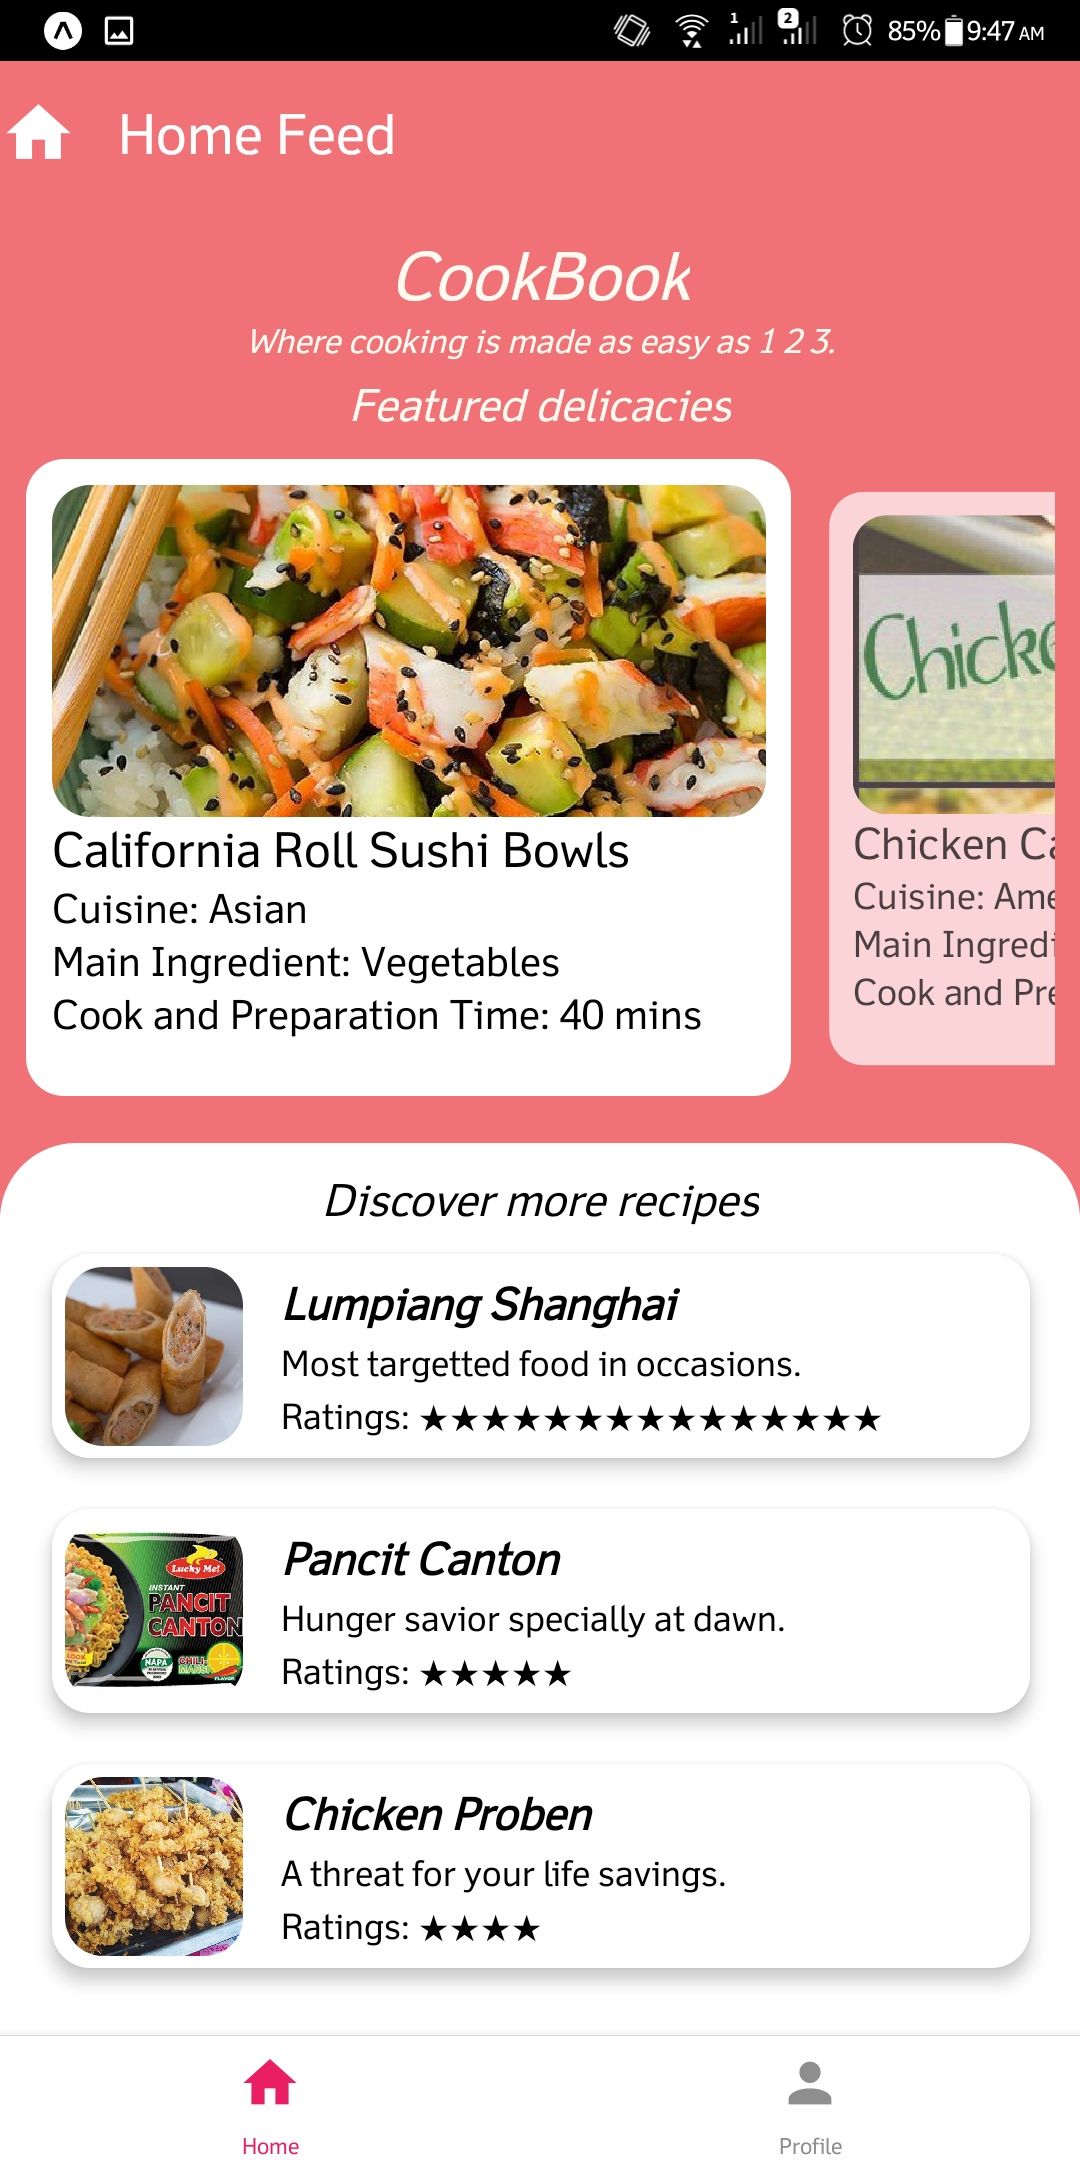 1 2 85% 9:47 AM
Home Feed
CookBook
Where cooking is made as easy as 1 2 3.
Featured delicacies
California Roll Sushi Bowls
Cuisine: Asian
Main Ingredient: Vegetables
Cook and Preparation Time: 40 mins
Chicke
Chicken Ca
Cuisine: Ame
Main Ingredi
Cook and Pre
Discover more recipes
Lumpiang Shanghai
Most targetted food in occasions.
Ratings: ★★★★★★★★★★★★★★★
Lucky Me!
INSTANT
PANCIT
CANTON
NAPA
CHILI-
MANSI
FLAVOR
Pancit Canton
Hunger savior specially at dawn.
Ratings: ★★★★★
Chicken Proben
A threat for your life savings.
Ratings: ★★★★
Home
Profile